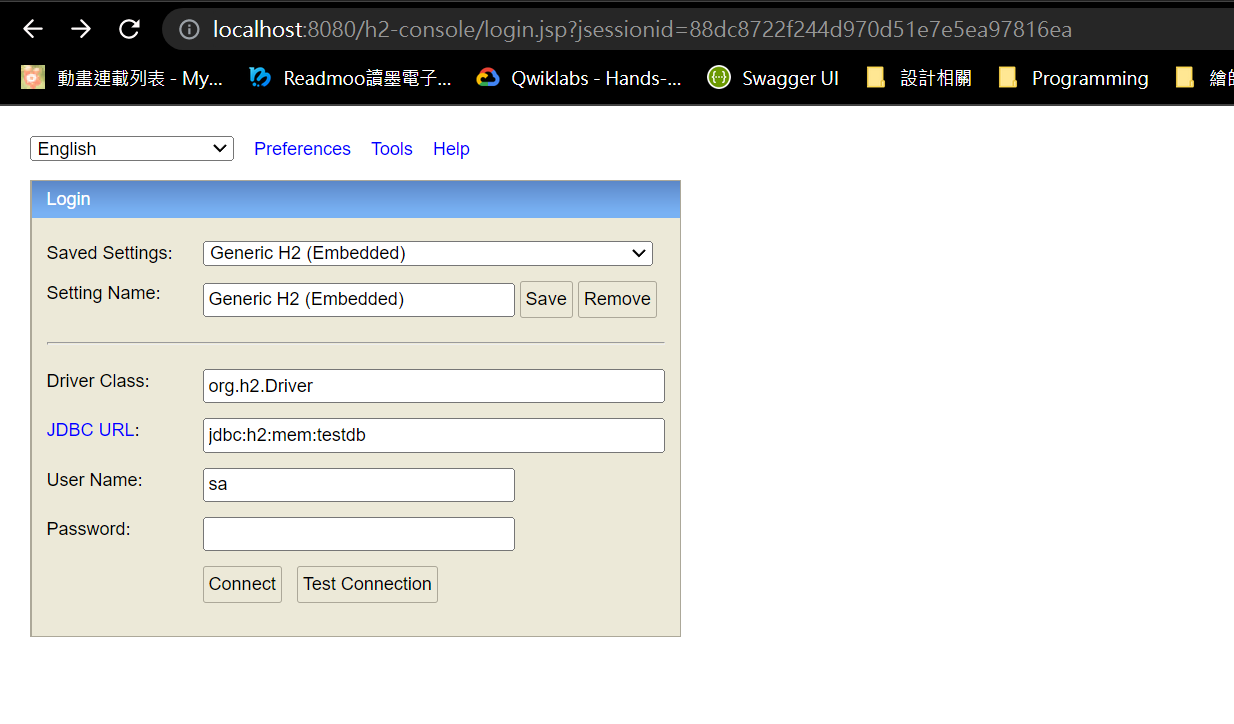 localhost:8080/h2-console/login.jsp?jsessionid=88dc8722f244d970d51e7e5ea97816ea
動畫連載列表 - My... Readmoo讀墨電子... Qwiklabs - Hands-... Swagger UI 設計相關 Programming
English Preferences Tools Help
Login
Saved Settings: Generic H2 (Embedded)
Setting Name: Generic H2 (Embedded) Save Remove
Driver Class: org.h2.Driver
JDBC URL: jdbc:h2:mem:testdb
User Name: sa
Password:
Connect Test Connection